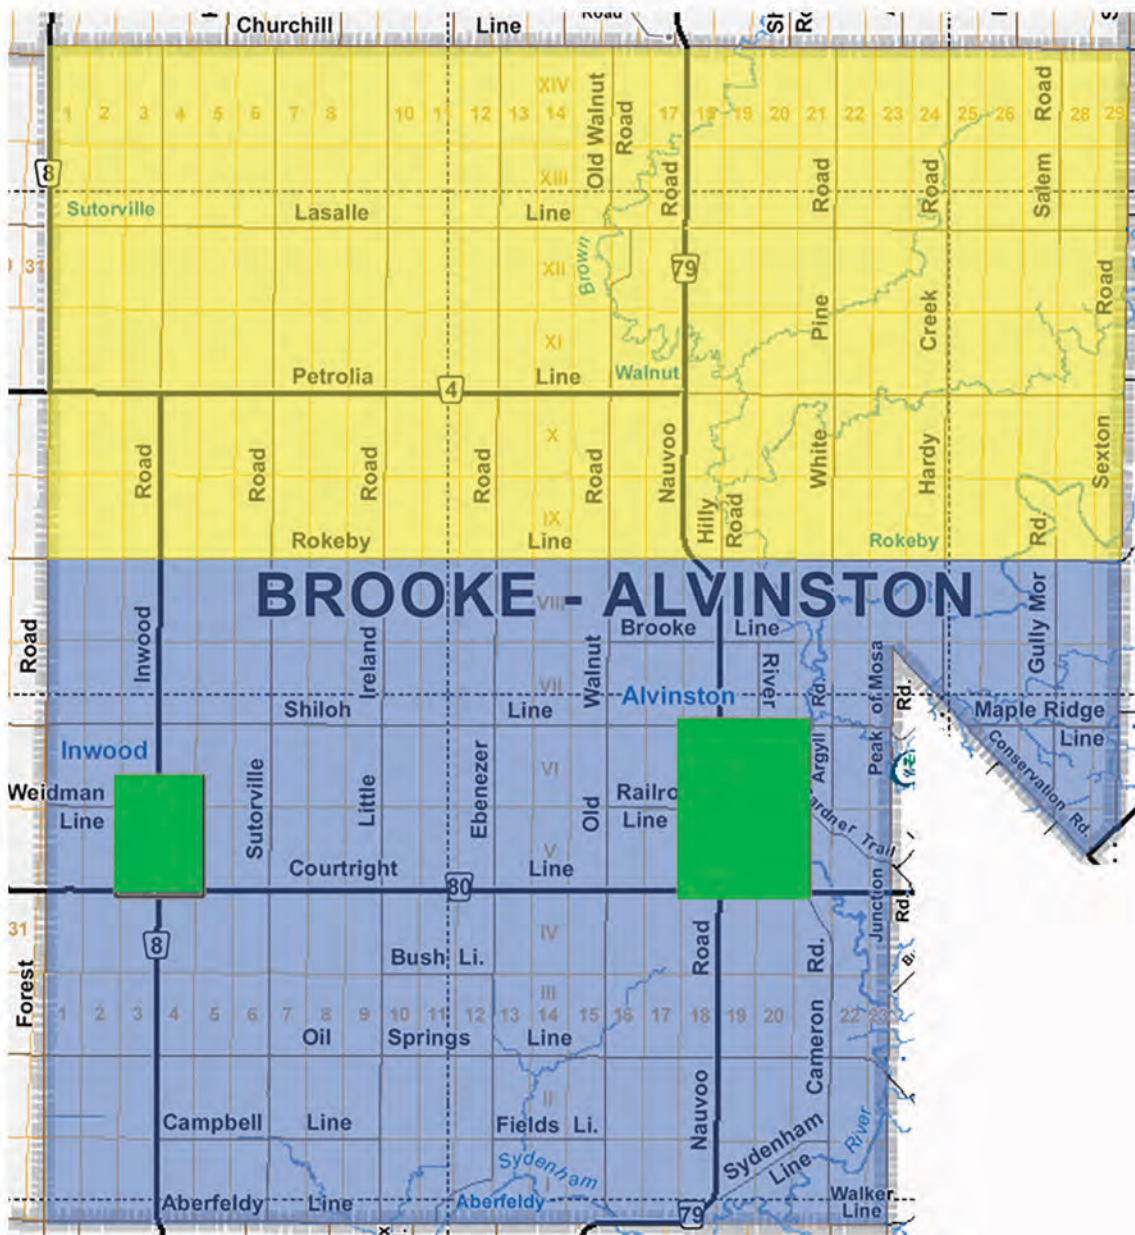 Churchill Line
Road
XIV
1 2 3 4 5 6 7 8 10 11 12 13 14 17 18 19 20 21 22 23 24 25 26 28 29
Old Walnut
Road
Road
Salem
8
XIII
Road
Road
Road
Sutorville
Lasalle Line
31
XII
Brown
79
Road
Pine
Creek
XI
Petrolia Line
Walnut
4
X
Road
Road
Road
Road
Road
Nauvoo
White
Hardy
Sexton
IX
Hilly
Road
Rd.
Rokeby Line
Rokeby
BROOKE - ALVINSTON
VIII
Brooke Line
Road
Inwood
Ireland
Walnut
River
Gully Mor
VII
Alvinston
Rd.
Peak of Mosa
Rd.
Shiloh Line
Maple Ridge
Line
Inwood
Conservation Rd.
Weidman
Line
Sutorville
Little
Ebenezer
VI
Old
Railro
Line
Argyll
ardner Trail
V
Courtright Line
80
Junction
Rd.
31
8
IV
Bush Li.
Road
Rd.
Forest
III
1 2 3 4 5 6 7 8 9 10 11 12 13 14 15 16 17 18 19 20 22 23
Oil Springs Line
Cameron
II
Campbell Line
Fields Li.
Nauvoo
Sydenham
Line
River
Sydenham
I
Aberfeldy Line
Aberfeldy
Walker
Line
79